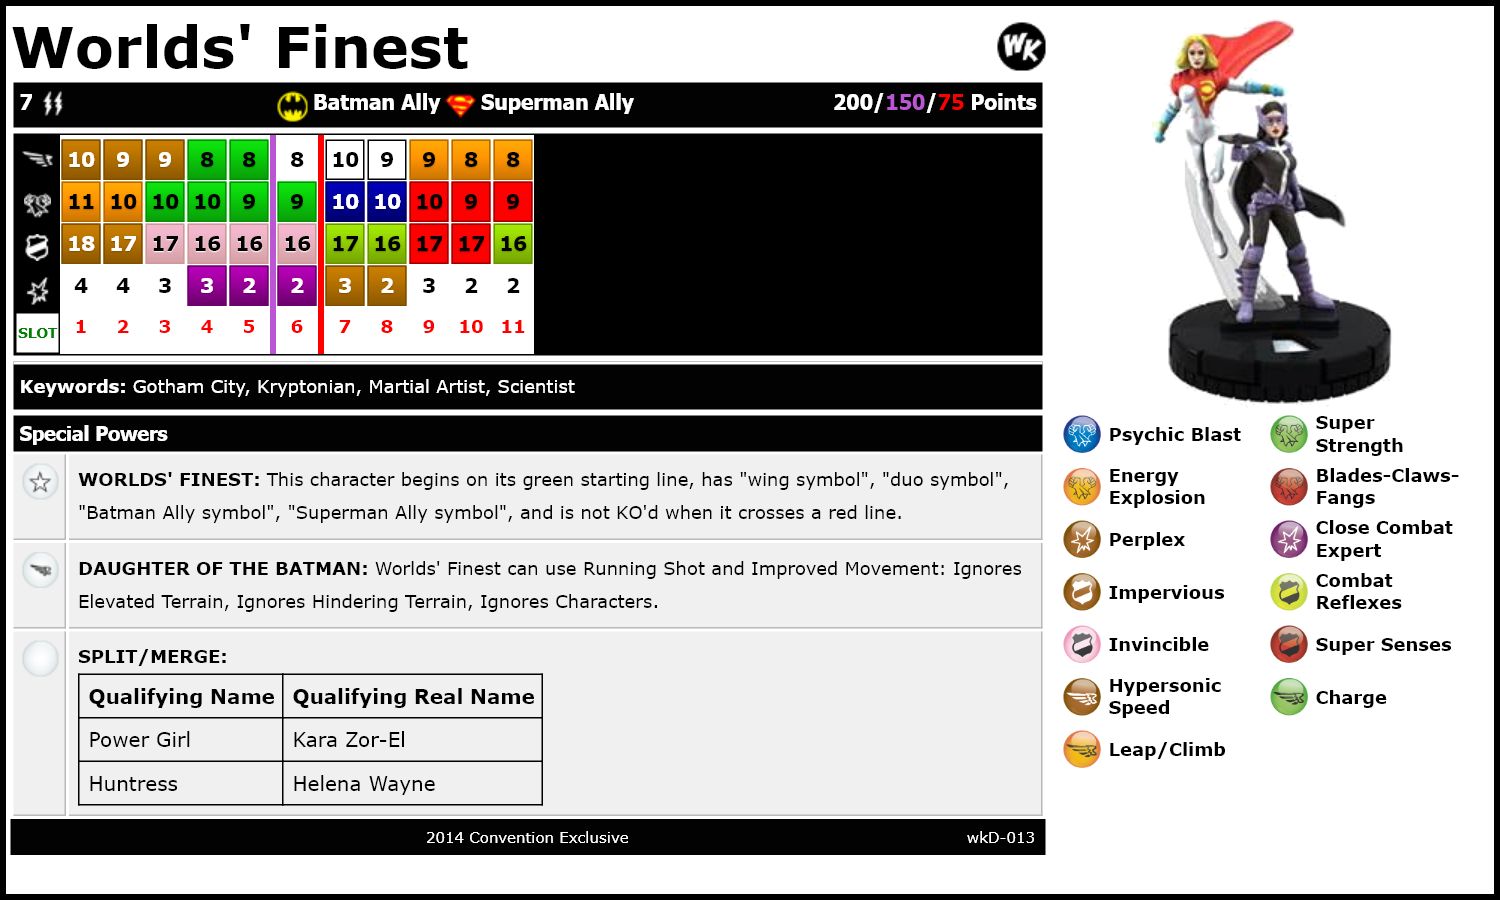 Worlds' Finest
WK
7
Batman Ally Superman Ally
200/150/75 Points
10 9 9 8 8 8 10 9 9 8 8
11 10 10 10 9 9 10 10 10 9 9
18 17 17 16 16 16 17 16 17 17 16
4 4 3 3 2 2 3 2 3 2 2
SLOT 1 2 3 4 5 6 7 8 9 10 11
Keywords: Gotham City, Kryptonian, Martial Artist, Scientist
Special Powers
WORLDS' FINEST: This character begins on its green starting line, has "wing symbol", "duo symbol",
"Batman Ally symbol", "Superman Ally symbol", and is not KO'd when it crosses a red line.
DAUGHTER OF THE BATMAN: Worlds' Finest can use Running Shot and Improved Movement: Ignores
Elevated Terrain, Ignores Hindering Terrain, Ignores Characters.
SPLIT/MERGE:
Qualifying Name Qualifying Real Name
Power Girl Kara Zor-El
Huntress Helena Wayne
2014 Convention Exclusive
wkD-013
Psychic Blast
Super
Strength
Energy
Explosion
Blades-Claws-
Fangs
Perplex
Close Combat
Expert
Impervious
Combat
Reflexes
Invincible
Super Senses
Hypersonic
Speed
Charge
Leap/Climb